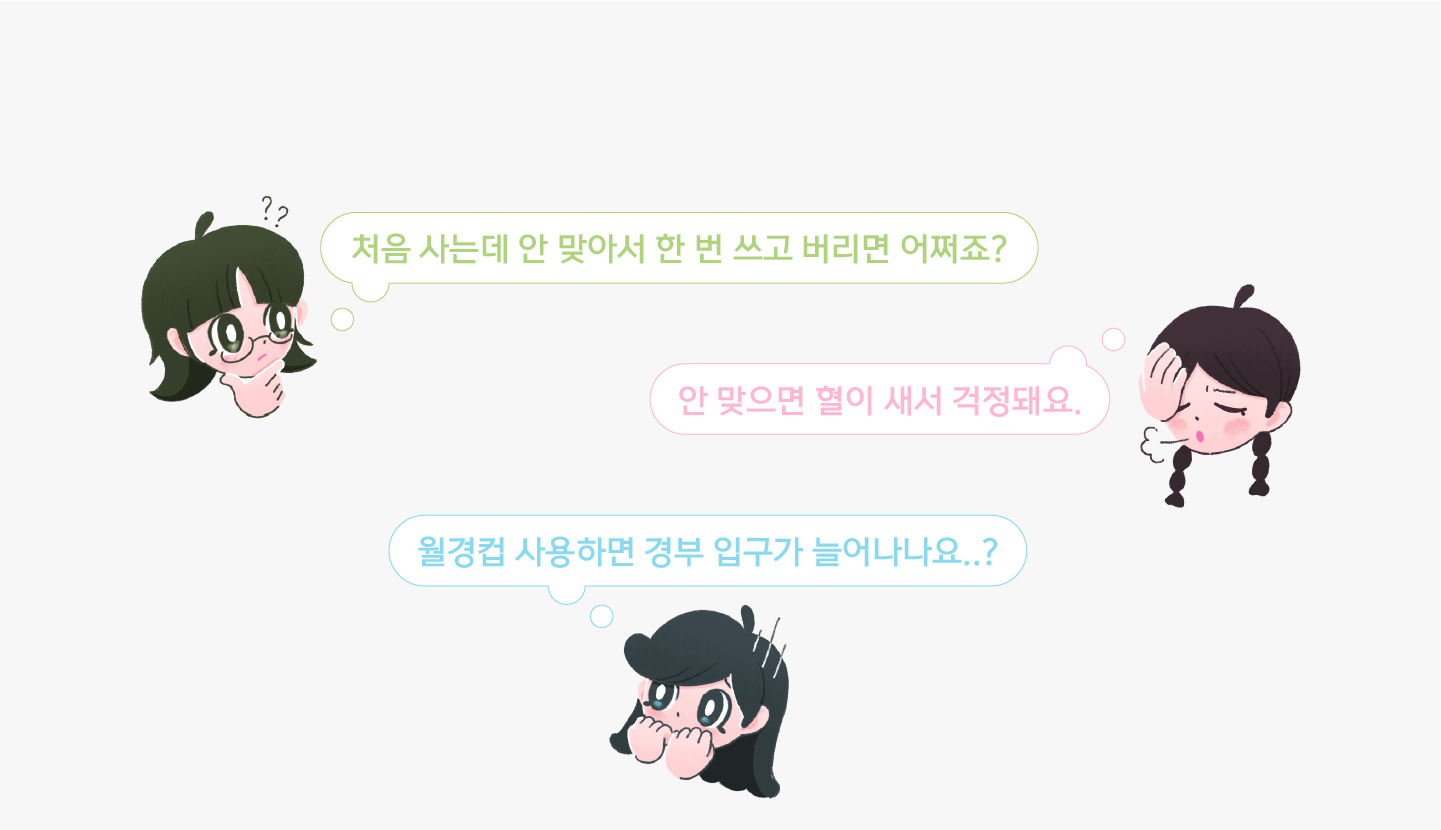 ??
처음 사는데 안 맞아서 한 번 쓰고 버리면 어쩌죠?
안 맞으면 혈이 새서 걱정돼요.
월경컵 사용하면 경부 입구가 늘어나나요..?